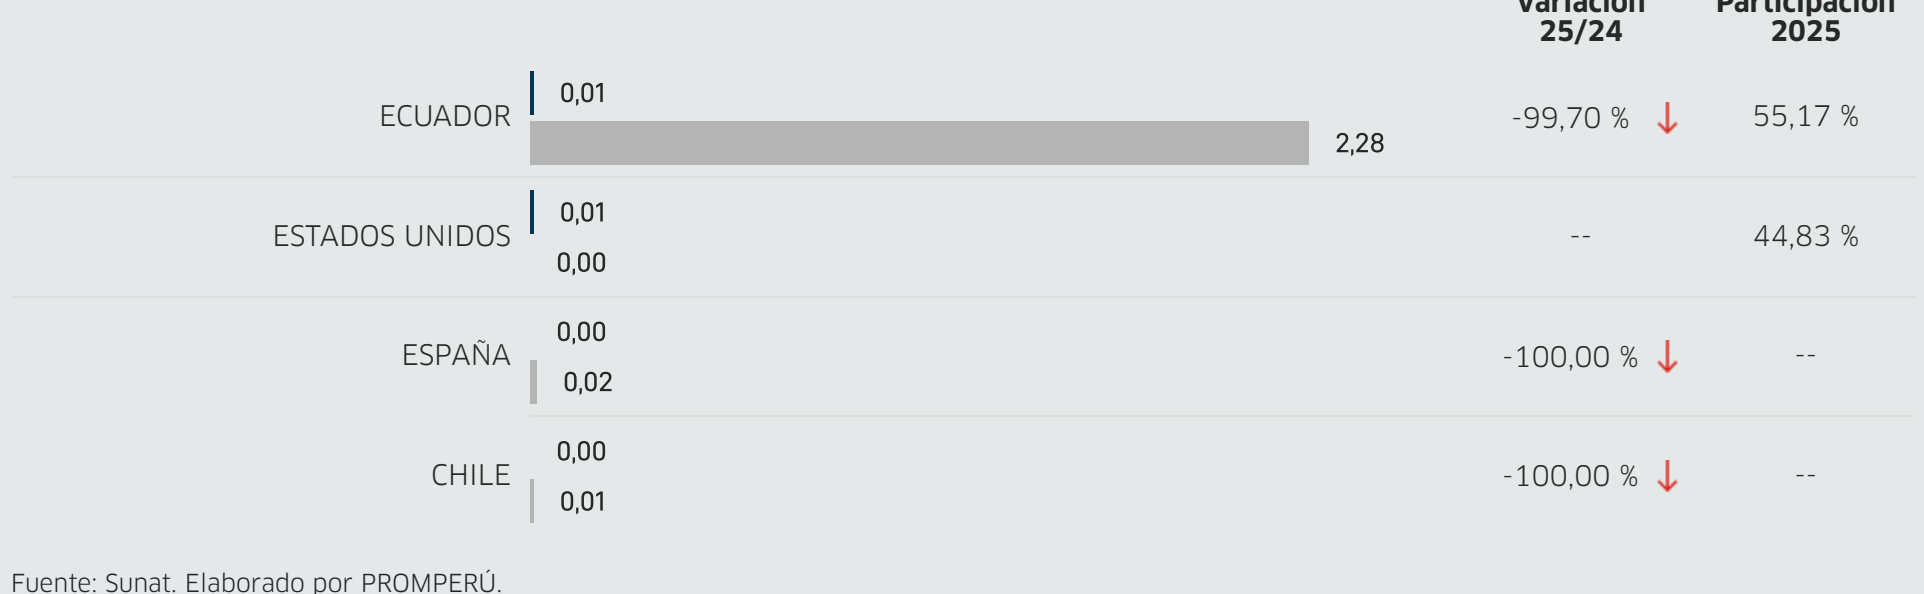 Variación Participación
25/24 2025
0,01
ECUADOR -99,70 % ↓ 55,17 %
2,28
0,01
ESTADOS UNIDOS -- 44,83 %
0,00
0,00
ESPAÑA -100,00 % ↓ --
0,02
0,00
CHILE -100,00 % ↓ --
0,01
Fuente: Sunat. Elaborado por PROMPERÚ.